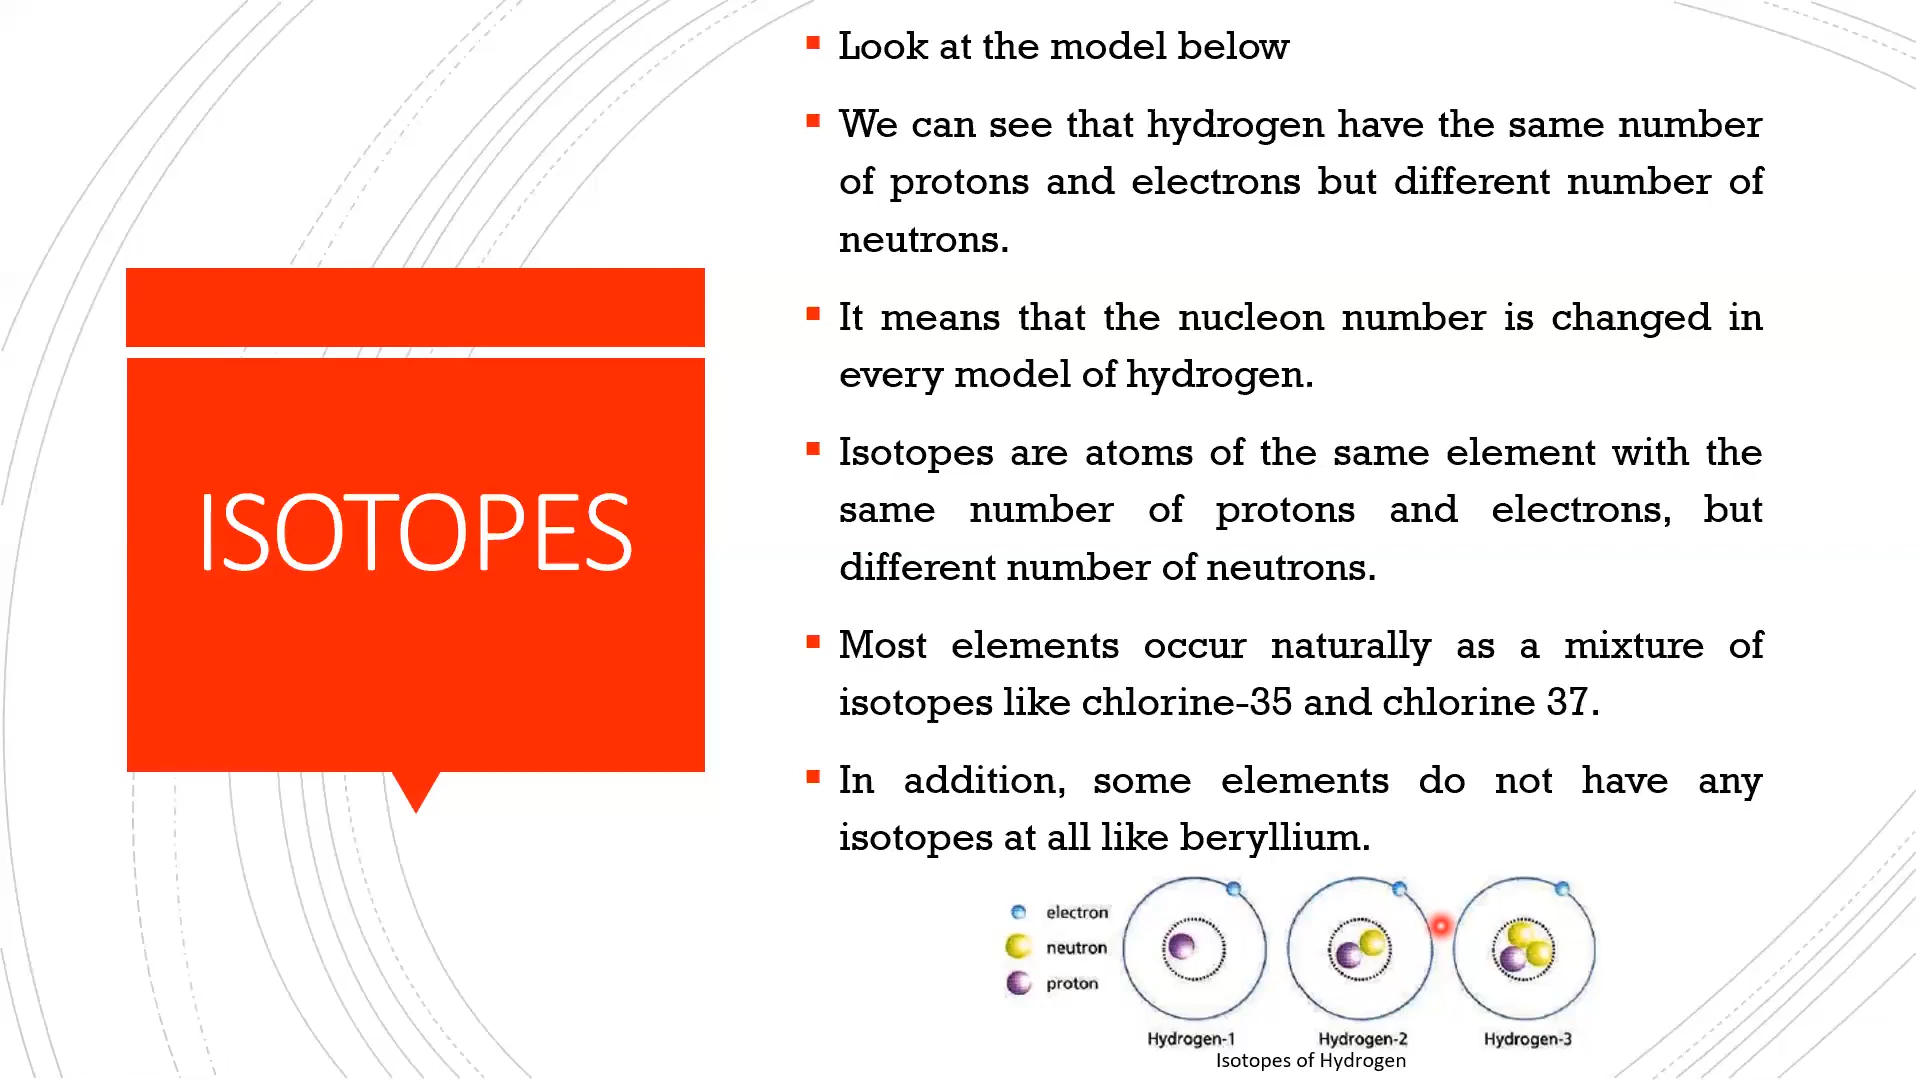 ISOTOPES
Look at the model below
We can see that hydrogen have the same number
of protons and electrons but different number of
neutrons.
It means that the nucleon number is changed in
every model of hydrogen.
Isotopes are atoms of the same element with the
same number of protons and electrons, but
different number of neutrons.
Most elements occur naturally as a mixture of
isotopes like chlorine-35 and chlorine 37.
In addition, some elements do not have any
isotopes at all like beryllium.
electron
neutron
proton
Hydrogen-1 Hydrogen-2 Hydrogen-3
Isotopes of Hydrogen